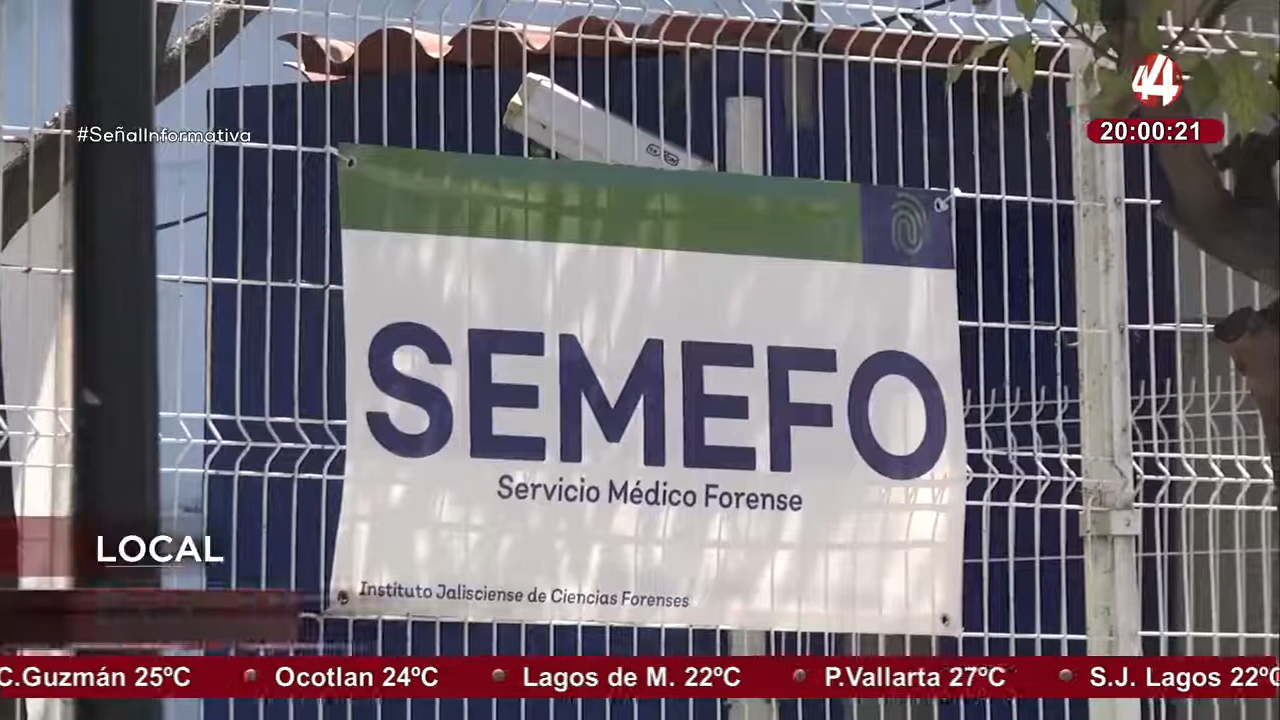 44
20:00:21
#SeñalInformativa
SEMEFO
Servicio Médico Forense
Instituto Jalisciense de Ciencias Forenses
LOCAL
C.Guzmán 25ºC Ocotlan 24ºC Lagos de M. 22ºC P.Vallarta 27ºC S.J. Lagos 22ºC